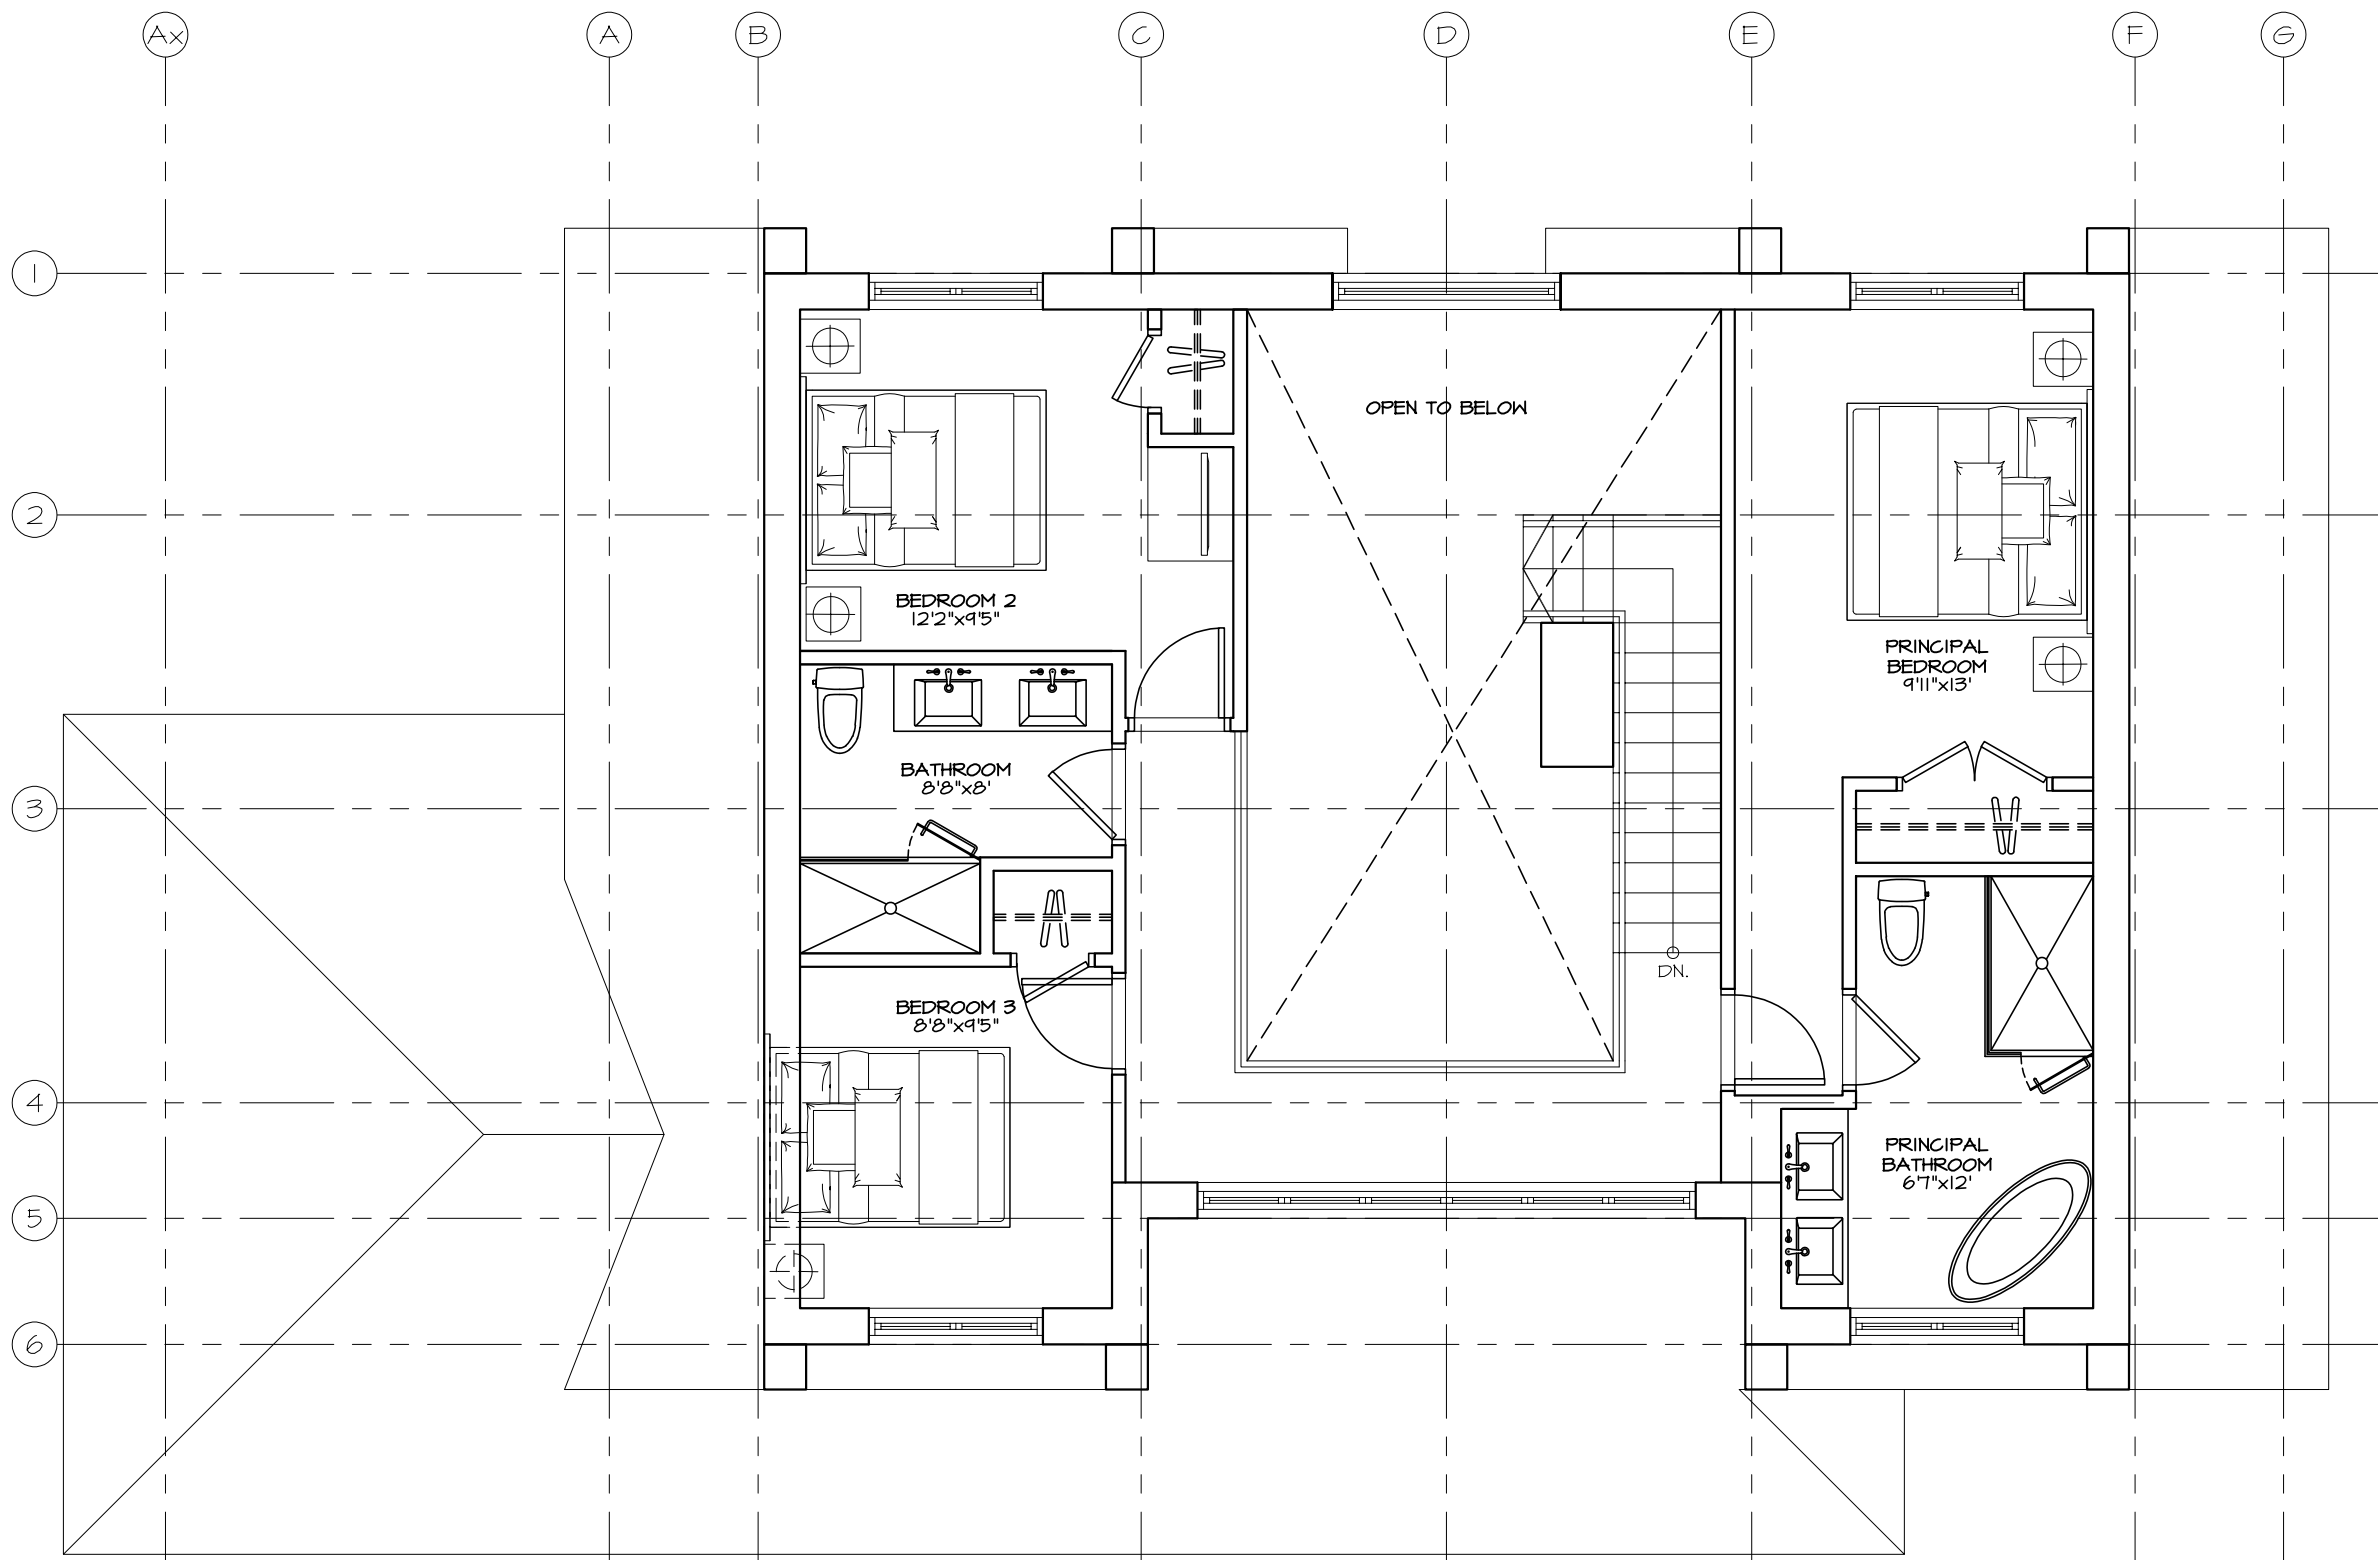 Ax A B C D E F G
1
2
3
4
5
6
OPEN TO BELOW
BEDROOM 2
12'2"x9'5"
PRINCIPAL
BEDROOM
9'11"x13'
BATHROOM
8'8"x8'
DN.
BEDROOM 3
8'8"x9'5"
PRINCIPAL
BATHROOM
6'7"x12'